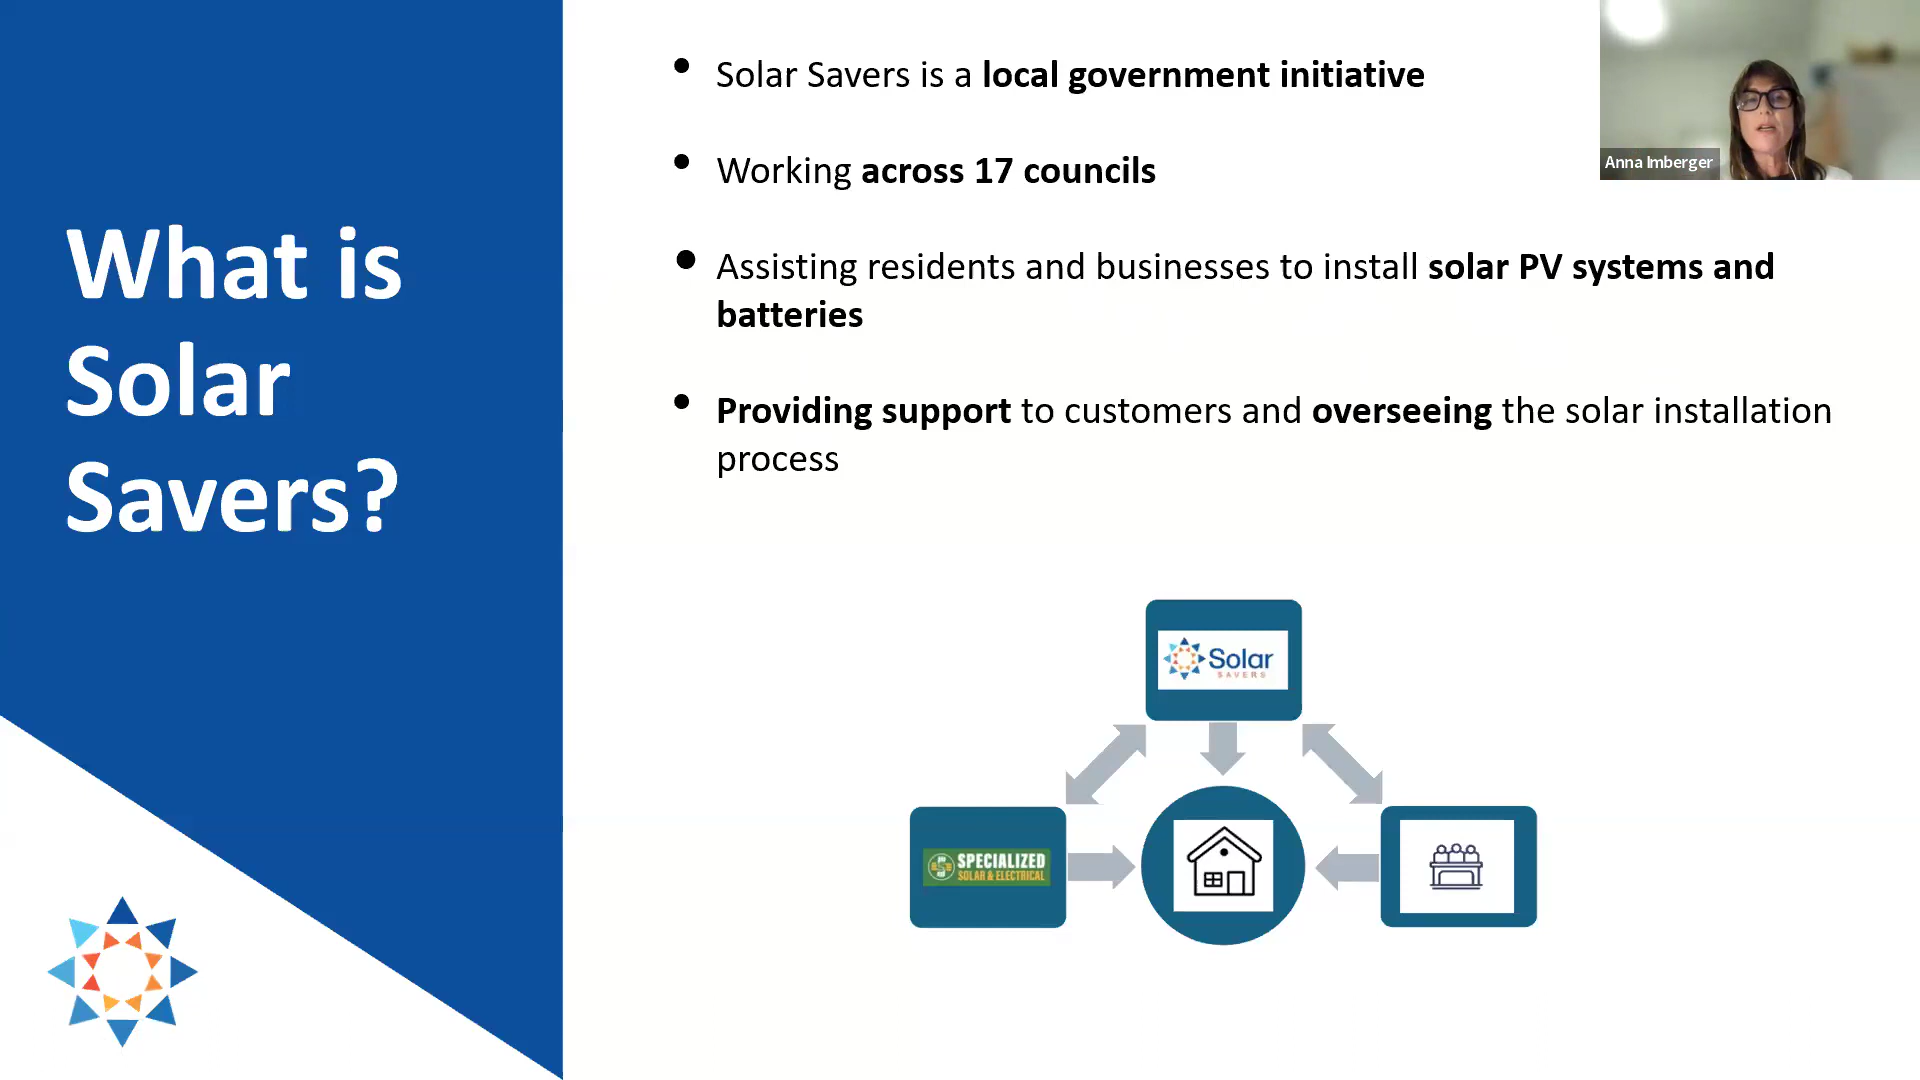 What is
Solar
Savers?
• Solar Savers is a local government initiative
• Working across 17 councils
• Assisting residents and businesses to install solar PV systems and
batteries
• Providing support to customers and overseeing the solar installation
process
Anna Imberger
Solar
SAVERS
SPECIALIZED
SOLAR & ELECTRICAL